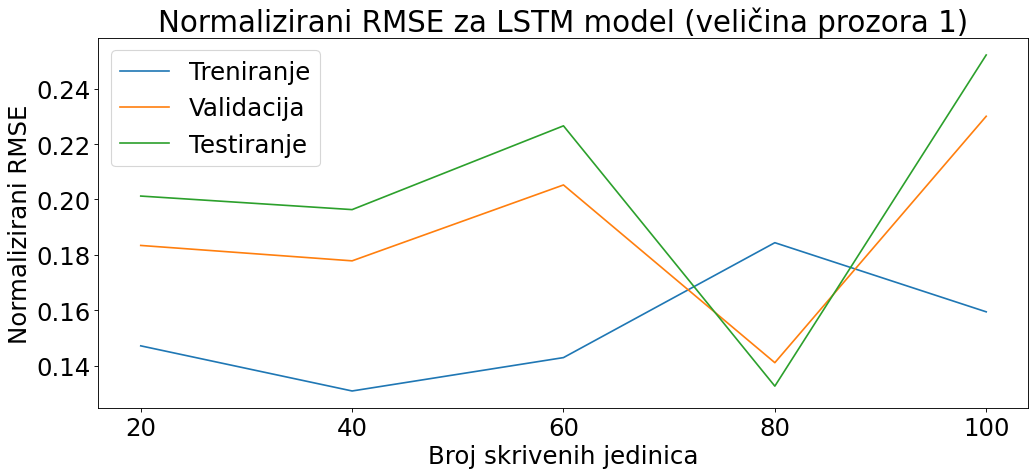 Normalizirani RMSE za LSTM model (veličina prozora 1)
Treniranje
Validacija
Testiranje
Normalizirani RMSE
0.24
0.22
0.20
0.18
0.16
0.14
20 40 60 80 100
Broj skrivenih jedinica